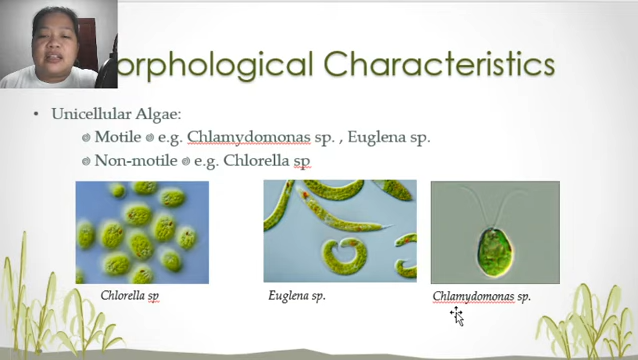 orphological Characteristics
• Unicellular Algae:
Motile e.g. Chlamydomonas sp. , Euglena sp.
Non-motile e.g. Chlorella sp
Chlorella sp
Euglena sp.
Chlamydomonas sp.